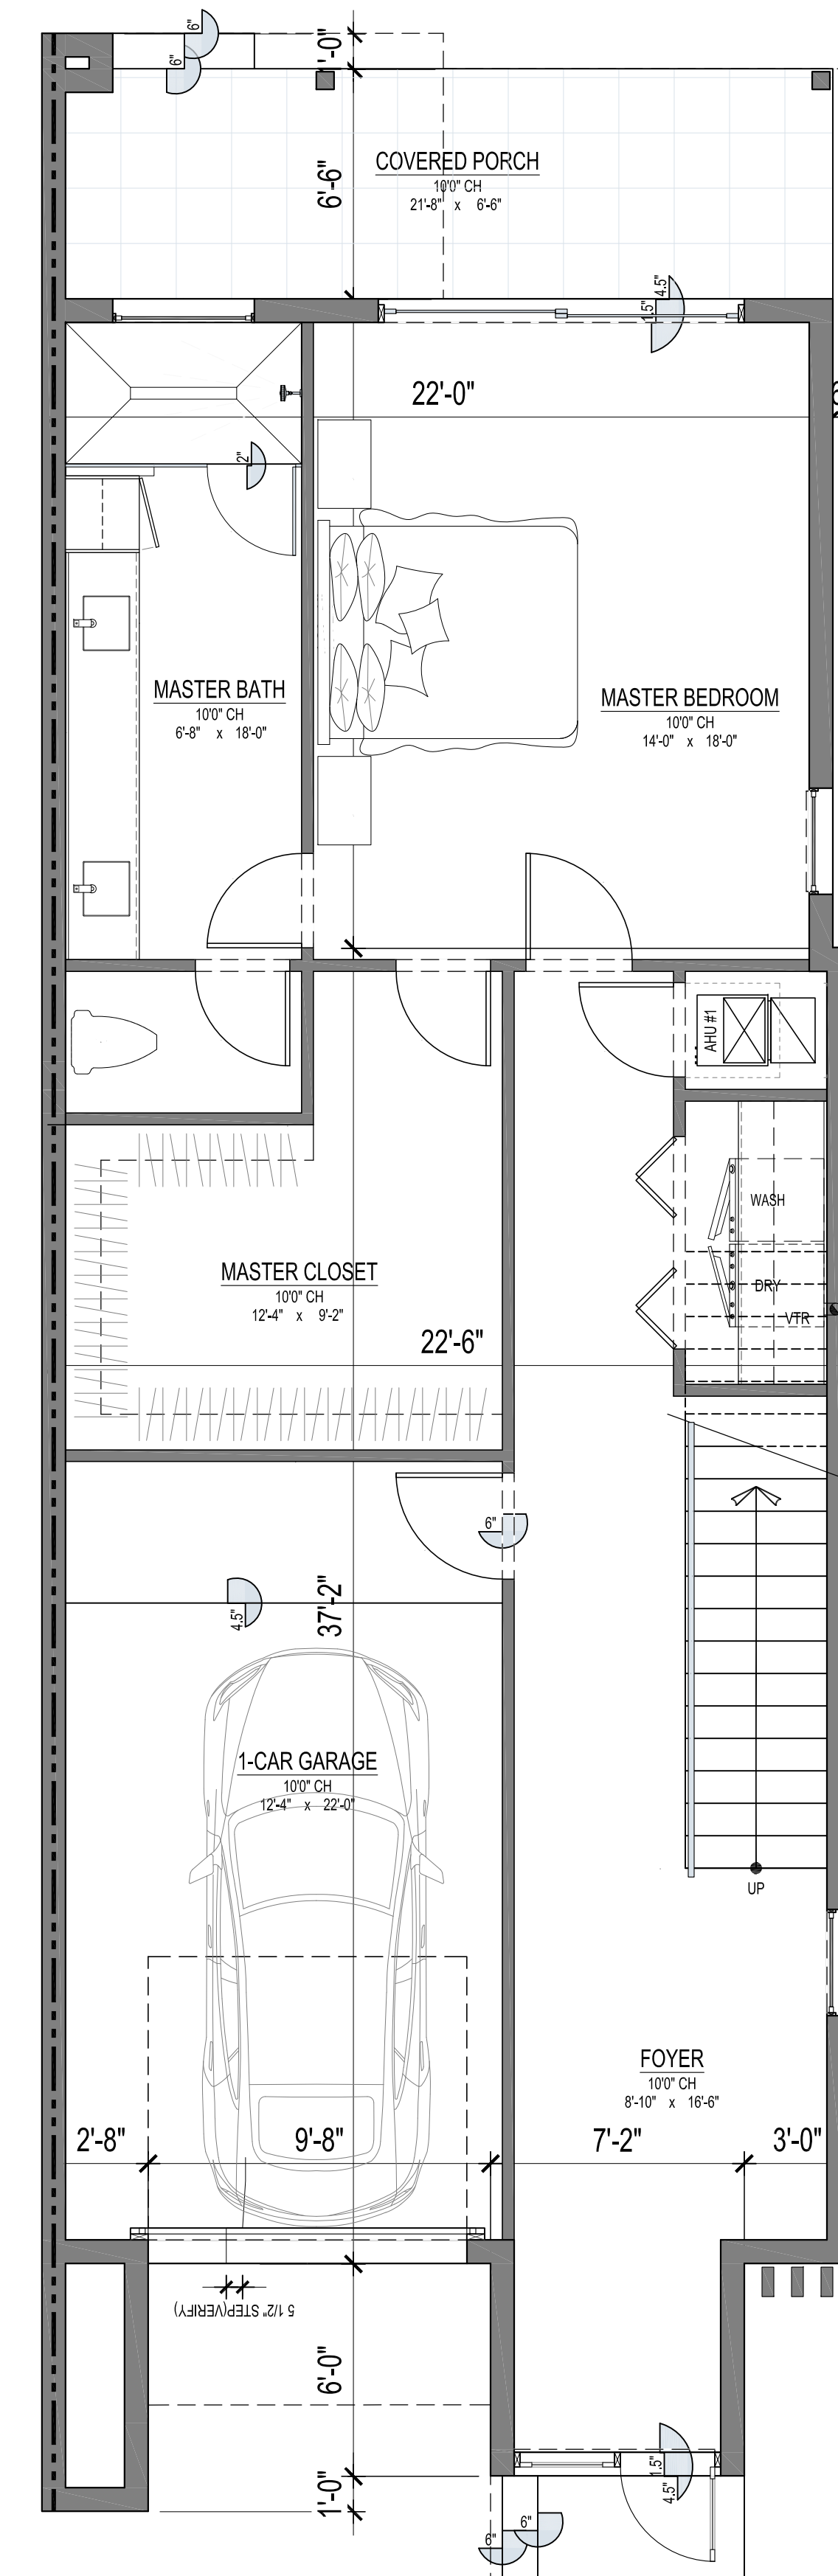 6"
6"
1'-0"
6'-6"
COVERED PORCH
10'0" CH
21'-8" x 6'-6"
4.5"
1.5"
22'-0"
2"
MASTER BATH
10'0" CH
6'-8" x 18'-0"
MASTER BEDROOM
10'0" CH
14'-0" x 18'-0"
AHU #1
WASH
DRY
VTR
MASTER CLOSET
10'0" CH
12'-4" x 9'-2"
22'-6"
6"
4.5"
37'-2"
1-CAR GARAGE
10'0" CH
12'-4" x 22'-0"
UP
FOYER
10'0" CH
8'-10" x 16'-6"
2'-8"
9'-8"
7'-2"
3'-0"
5 1/2" STEP(VERIFY)
6'-0"
1.5"
4.5"
1'-0"
6"
6"